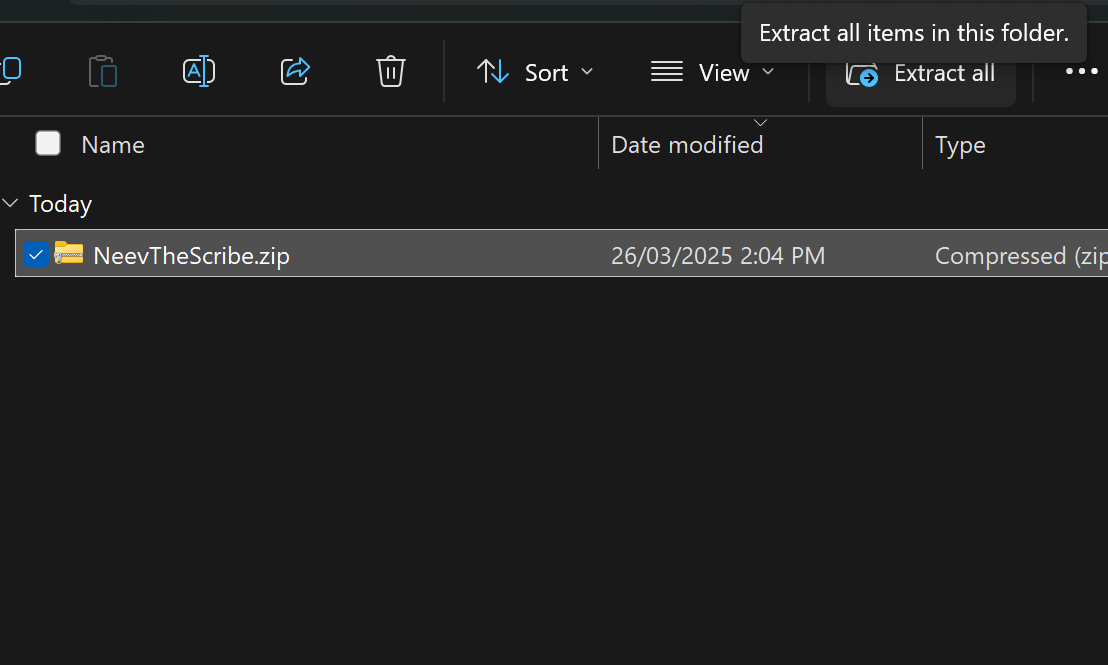 Extract all items in this folder.
Sort View Extract all
Name Date modified Type
Today
NeevTheScribe.zip 26/03/2025 2:04 PM Compressed (zip